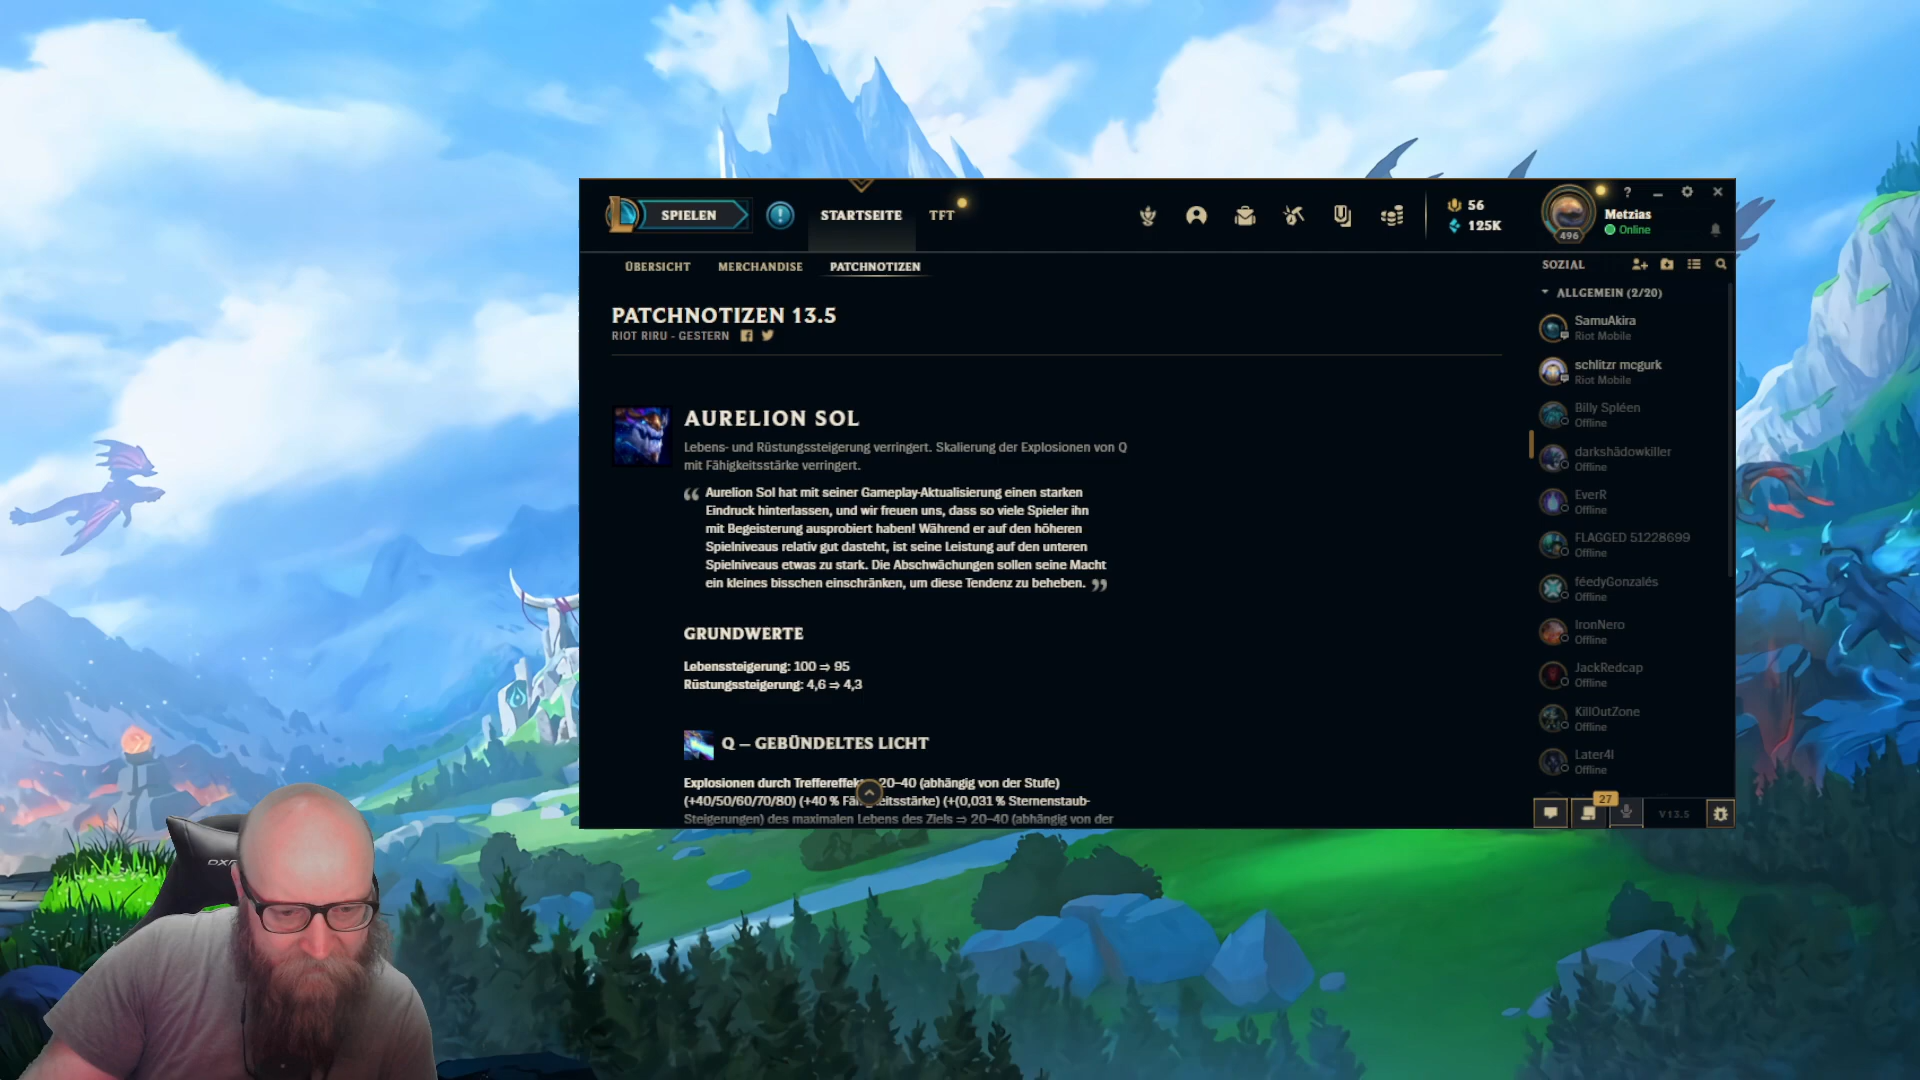 SPIELEN
STARTSEITE
TFT
56
125K
496
?
Metzias
Online
ÜBERSICHT
MERCHANDISE
PATCHNOTIZEN
PATCHNOTIZEN 13.5
RIOT RIRU - GESTERN
AURELION SOL
Lebens- und Rüstungssteigerung verringert. Skalierung der Explosionen von Q
mit Fähigkeitsstärke verringert.
“ Aurelion Sol hat mit seiner Gameplay-Aktualisierung einen starken
Eindruck hinterlassen, und wir freuen uns, dass so viele Spieler ihn
mit Begeisterung ausprobiert haben! Während er auf den höheren
Spielniveaus relativ gut dasteht, ist seine Leistung auf den unteren
Spielniveaus etwas zu stark. Die Abschwächungen sollen seine Macht
ein kleines bisschen einschränken, um diese Tendenz zu beheben. ”
GRUNDWERTE
Lebenssteigerung: 100 ⇒ 95
Rüstungssteigerung: 4,6 ⇒ 4,3
Q – GEBÜNDELTES LICHT
Explosionen durch 20–40 (abhängig von der Stufe)
(+40/50/60/70/80) (+40 % (+(0,031 % Sternenstaub-
Steigerungen) des maximalen Lebens des Ziels ⇒ 20–40 (abhängig von der
SOZIAL
ALLGEMEIN (2/20)
SamuAkira
Riot Mobile
schlitzr mcgurk
Riot Mobile
Billy Spléen
Offline
darkshädowkiller
Offline
EverR
Offline
FLAGGED 51228699
Offline
féedyGonzalés
Offline
IronNero
Offline
JackRedcap
Offline
KillOutZone
Offline
Offline
27
V13.5